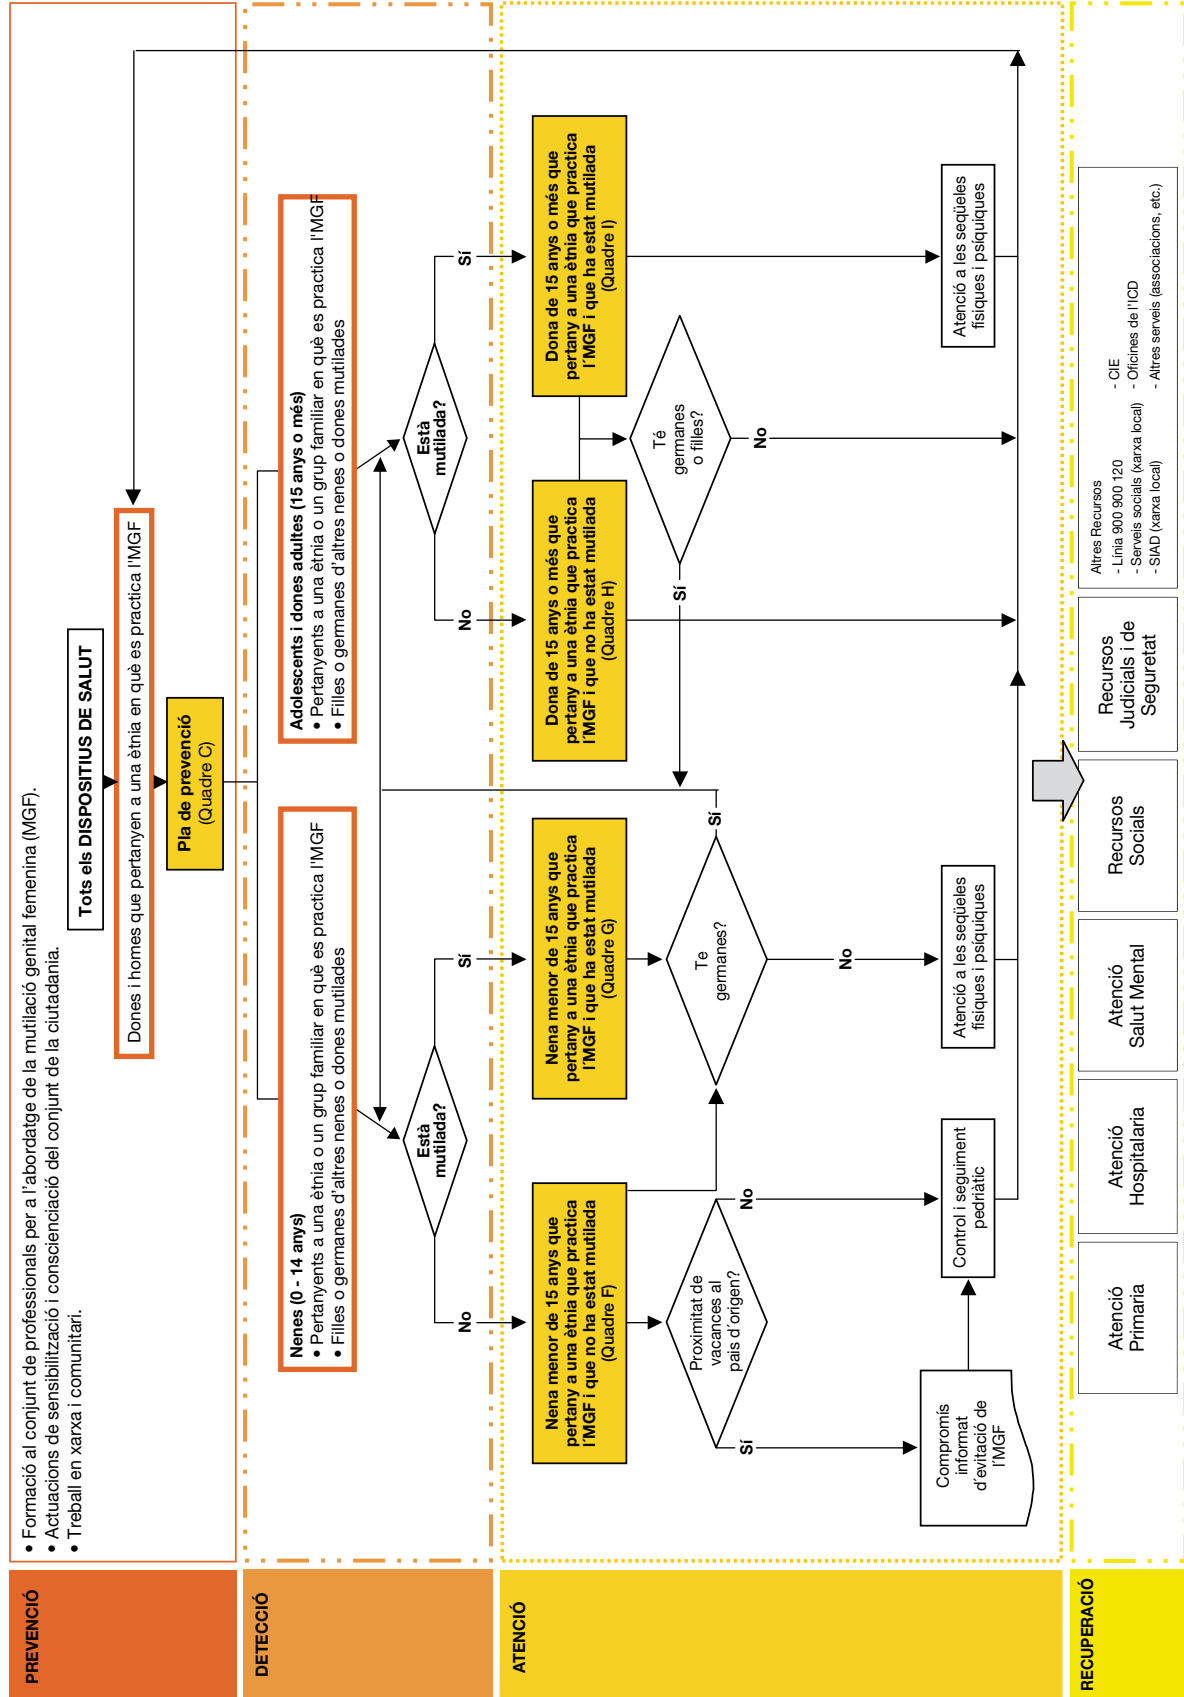 PREVENCIÓ
• Formació al conjunt de professionals per a l'abordatge de la mutilació genital femenina (MGF).
• Actuacions de sensibilització i conscienciació del conjunt de la ciutadania.
• Treball en xarxa i comunitari.
Tots els DISPOSITIUS DE SALUT
Dones i homes que pertanyen a una ètnia en què es practica l'MGF
Pla de prevenció
(Quadre C)
DETECCIÓ
Nenes (0 - 14 anys)
• Pertanyents a una ètnia o un grup familiar en què es practica l'MGF
• Filles o germanes d'altres nenes o dones mutilades
Adolescents i dones adultes (15 anys o més)
• Pertanyents a una ètnia o un grup familiar en què es practica l'MGF
• Filles o germanes d'altres nenes o dones mutilades
Està
mutilada?
Està
mutilada?
No
Sí
No
Sí
ATENCIÓ
Nena menor de 15 anys que
pertany a una ètnia que practica
l´MGF i que no ha estat mutilada
(Quadre F)
Nena menor de 15 anys que
pertany a una ètnia que practica
l´MGF i que ha estat mutilada
(Quadre G)
Dona de 15 anys o més que
pertany a una ètnia que practica
l´MGF i que no ha estat mutilada
(Quadre H)
Dona de 15 anys o més que
pertany a una ètnia que practica
l´MGF i que ha estat mutilada
(Quadre I)
Proximitat de
vacances al
pais d´origen?
Te
germanes?
Té
germanes
o filles?
Sí
No
Sí
No
Sí
No
Compromís
informat
d´evitació de
l´MGF
Control i seguiment
pedriàtic
Atenció a les seqüeles
físiques i psíquiques
Atenció a les seqüeles
físiques i psíquiques
RECUPERACIÓ
Atenció
Primaria
Atenció
Hospitalaria
Atenció
Salut Mental
Recursos
Socials
Recursos
Judicials i de
Seguretat
Altres Recursos
- Línia 900 900 120
- Serveis socials (xarxa local)
- SIAD (xarxa local)
- CIE
- Oficines de l'ICD
- Altres serveis (associacions, etc.)